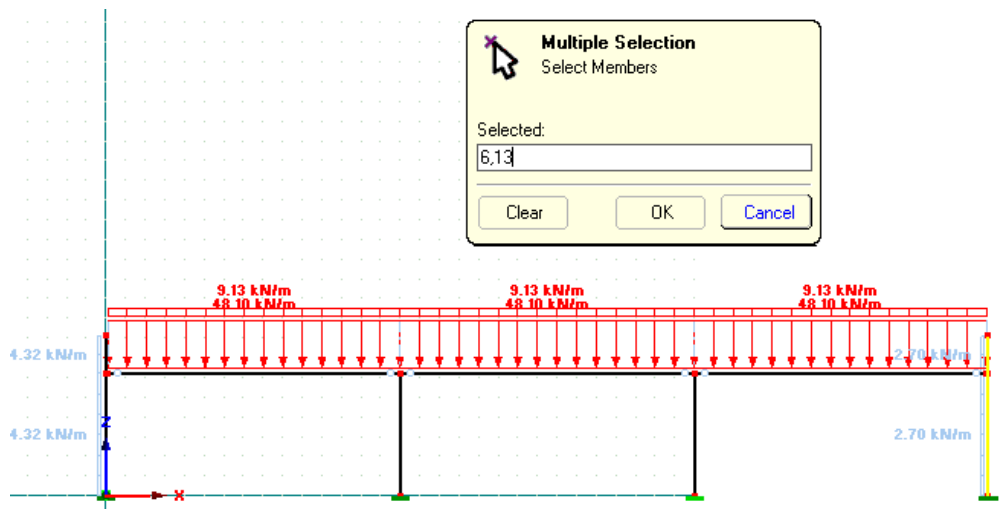 Multiple Selection
Select Members
Selected:
6,13
Clear OK Cancel
9.13 kN/m 9.13 kN/m 9.13 kN/m
48.10 kN/m 48.10 kN/m 48.10 kN/m
4.32 kN/m 2.70 kN/m
Z
4.32 kN/m 2.70 kN/m
X